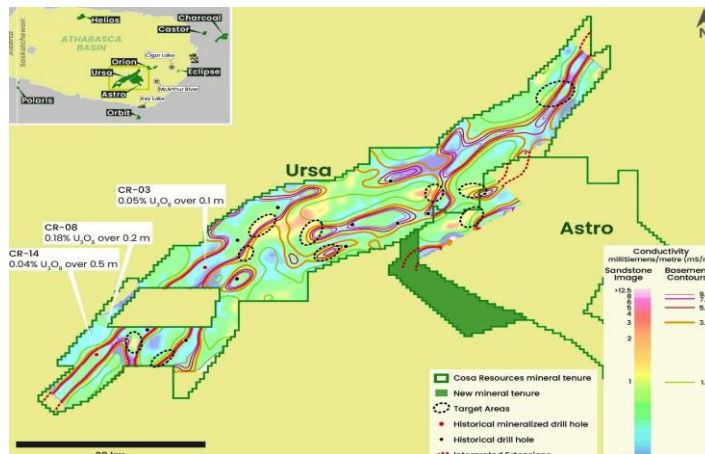 Helios
Charcoal
Castor
ATHABASCA
BASIN
Saskatchewan
Orion
Cigar Lake
Ursa
Eclipse
Astro
McArthur River
Polaris
Key Lake
Orbit
N
Ursa
Astro
CR-03
0.05% U₃O₈ over 0.1 m
CR-08
0.18% U₃O₈ over 0.2 m
CR-14
0.04% U₃O₈ over 0.5 m
Conductivity
milliSiemens/metre (mS/
Sandstone
Image
Basement
Contours
>12.5
8
6
5
4
3
2
1
Cosa Resources mineral tenure
New mineral tenure
Target Areas
Historical mineralized drill hole
Historical drill hole
Interpreted Extensions